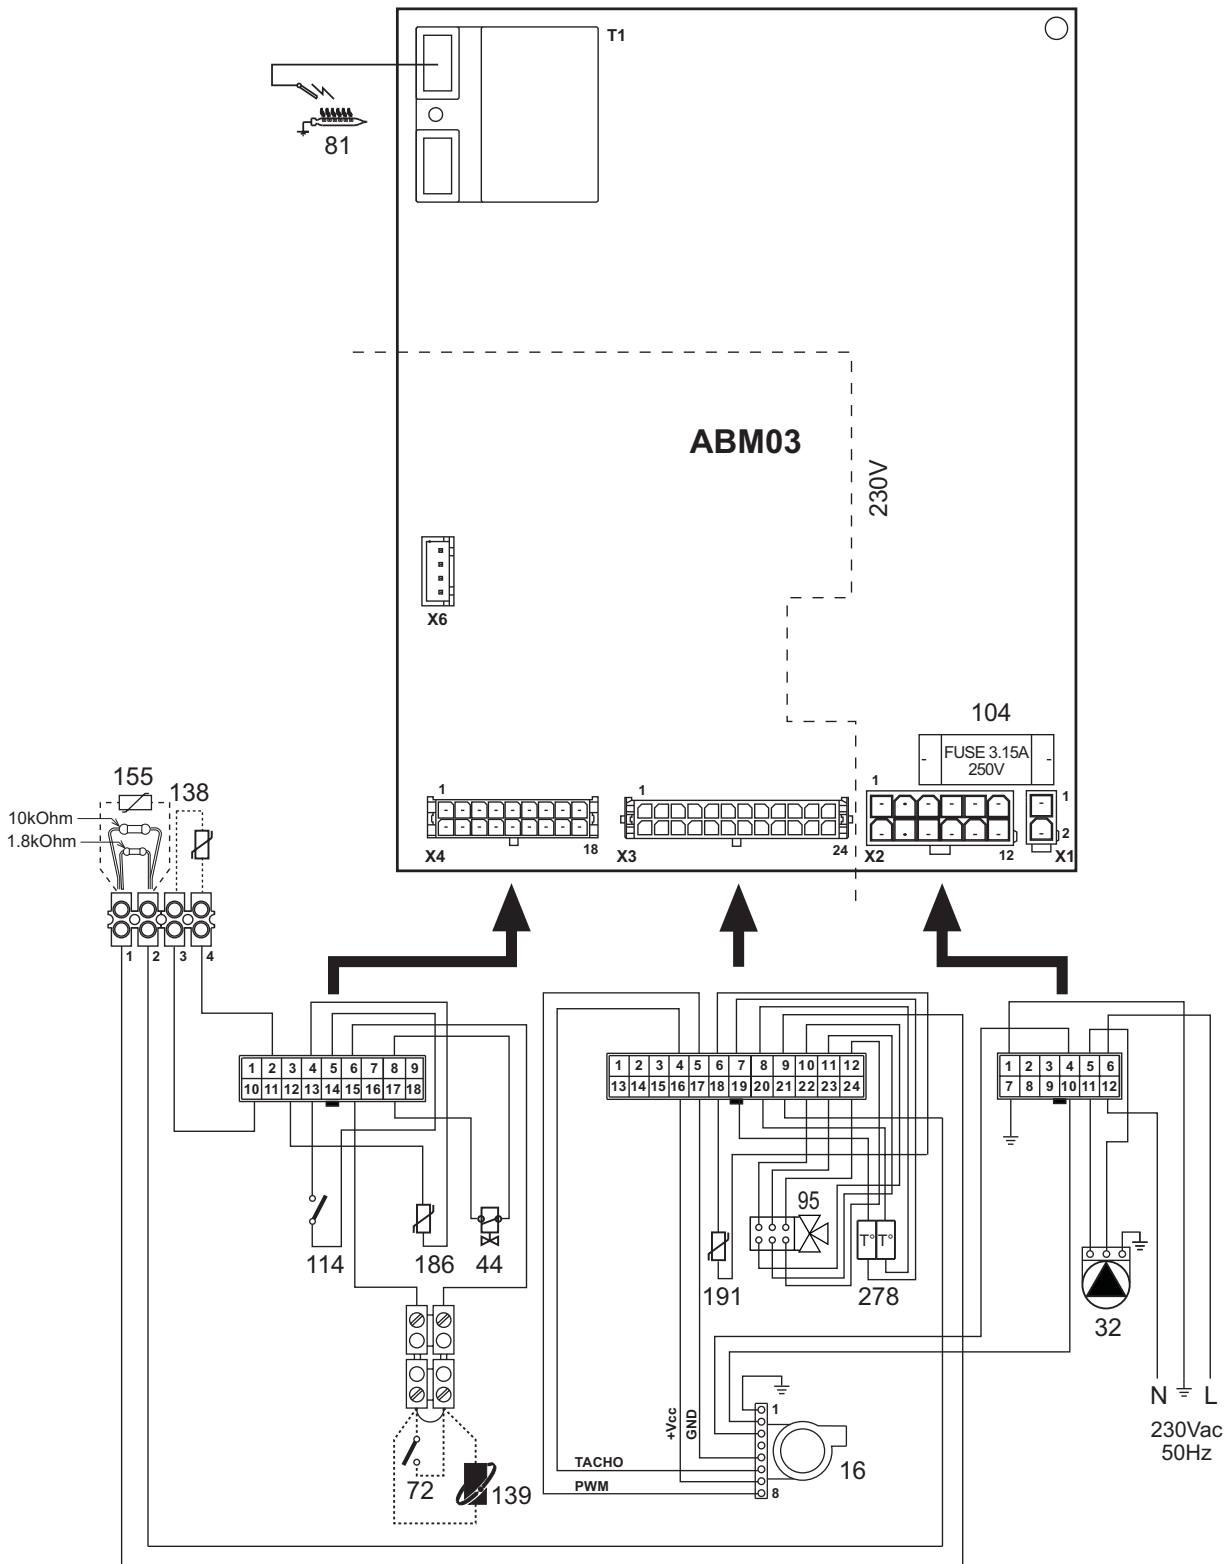 T1
81
ABM03
230V
X6
104
FUSE 3.15A
250V
1
18
X4
1
24
X3
1
12
X2
1
2
X1
155
138
10kOhm
1.8kOhm
1 2 3 4
1 2 3 4 5 6 7 8 9
10 11 12 13 14 15 16 17 18
1 2 3 4 5 6 7 8 9 10 11 12
13 14 15 16 17 18 19 20 21 22 23 24
1 2 3 4 5 6
7 8 9 10 11 12
114
186
44
191
95
T° T°
278
32
N L
230Vac
50Hz
+Vcc
GND
TACHO
PWM
1
8
16
72
139